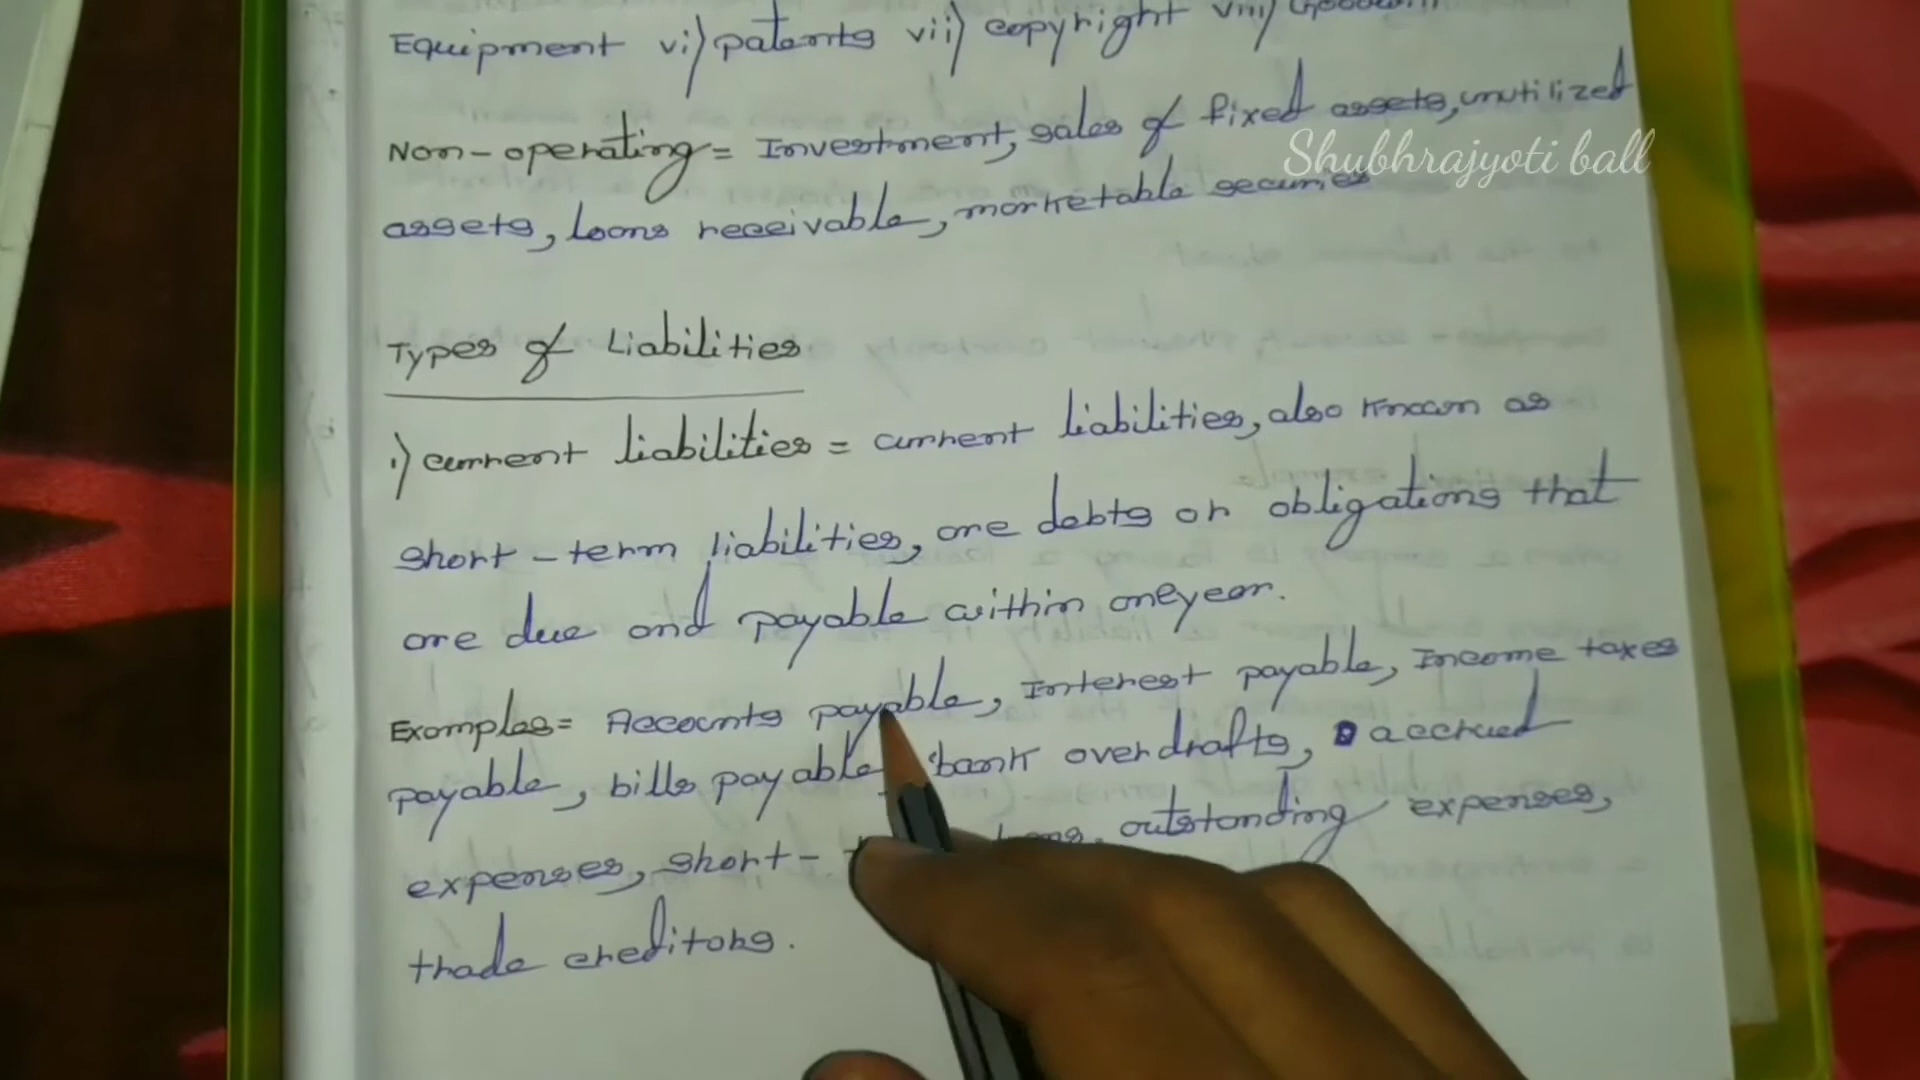 Equipment vi) patents vii) copyright viii)
Non-operating = Investment, sales of fixed assets, unutilized
Shubhrajyoti ball
assets, loans receivable, marketable securies
Types of Liabilities
1) current liabilities = current liabilities, also known as
short-term liabilities, are debts or obligations that
are due and payable within oneyear.
Examples = Accounts payable, Interest payable, Income taxes
payable, bills payable, bank overdrafts, accrued
expenses, short- outstanding expenses,
trade creditors.